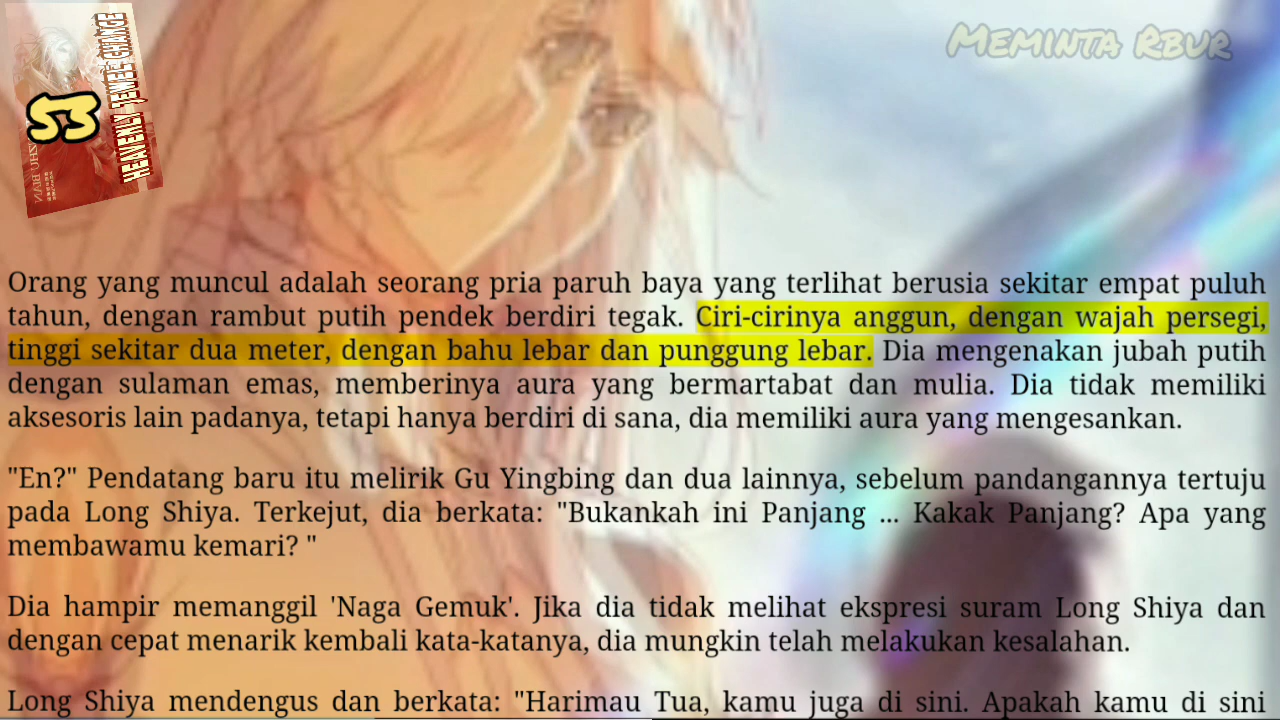 Meminta Rbur
HEAVENLY JEWEL CHANGE
53
Orang yang muncul adalah seorang pria paruh baya yang terlihat berusia sekitar empat puluh
tahun, dengan rambut putih pendek berdiri tegak. Ciri-cirinya anggun, dengan wajah persegi,
tinggi sekitar dua meter, dengan bahu lebar dan punggung lebar. Dia mengenakan jubah putih
dengan sulaman emas, memberinya aura yang bermartabat dan mulia. Dia tidak memiliki
aksesoris lain padanya, tetapi hanya berdiri di sana, dia memiliki aura yang mengesankan.
"En?" Pendatang baru itu melirik Gu Yingbing dan dua lainnya, sebelum pandangannya tertuju
pada Long Shiya. Terkejut, dia berkata: "Bukankah ini Panjang ... Kakak Panjang? Apa yang
membawamu kemari? "
Dia hampir memanggil 'Naga Gemuk'. Jika dia tidak melihat ekspresi suram Long Shiya dan
dengan cepat menarik kembali kata-katanya, dia mungkin telah melakukan kesalahan.
Long Shiya mendengus dan berkata: "Harimau Tua, kamu juga di sini. Apakah kamu di sini